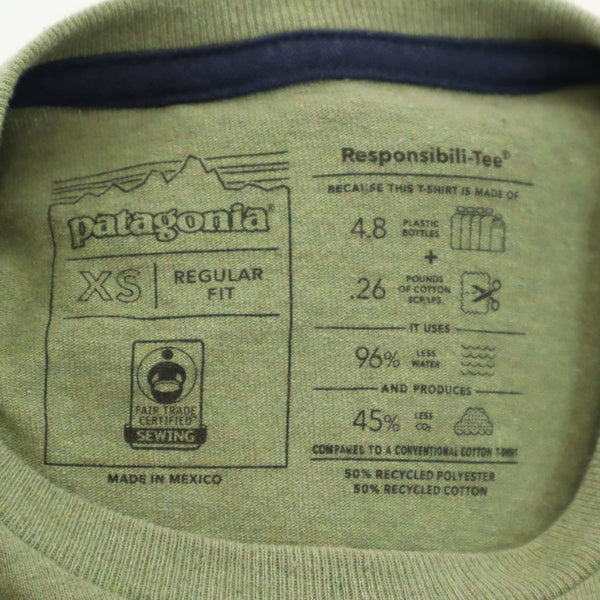 patagonia®
XS
REGULAR
FIT
FAIR TRADE
CERTIFIED™
SEWING
MADE IN MEXICO
Responsibili-Tee®
BECAUSE THIS T-SHIRT IS MADE OF
4.8 PLASTIC
BOTTLES
+
.26 POUNDS
OF COTTON
SCRAPS
IT USES
96% LESS
WATER
AND PRODUCES
45% LESS
CO₂
COMPARED TO A CONVENTIONAL COTTON T-SHIRT
50% RECYCLED POLYESTER
50% RECYCLED COTTON